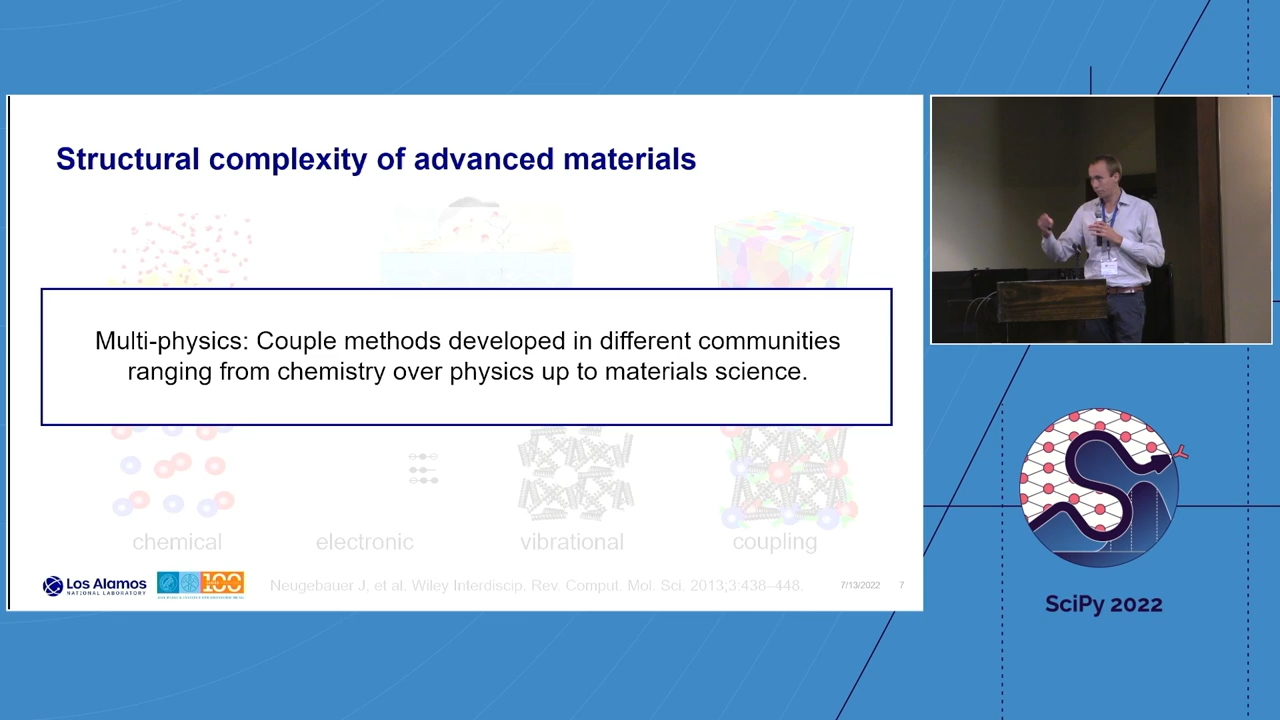 Structural complexity of advanced materials
Multi-physics: Couple methods developed in different communities
ranging from chemistry over physics up to materials science.
chemical electronic vibrational coupling
Los Alamos
NATIONAL LABORATORY
100
Neugebauer J, et al. Wiley Interdiscip. Rev. Comput. Mol. Sci. 2013;3:438–448.
7/13/2022 7
SciPy 2022